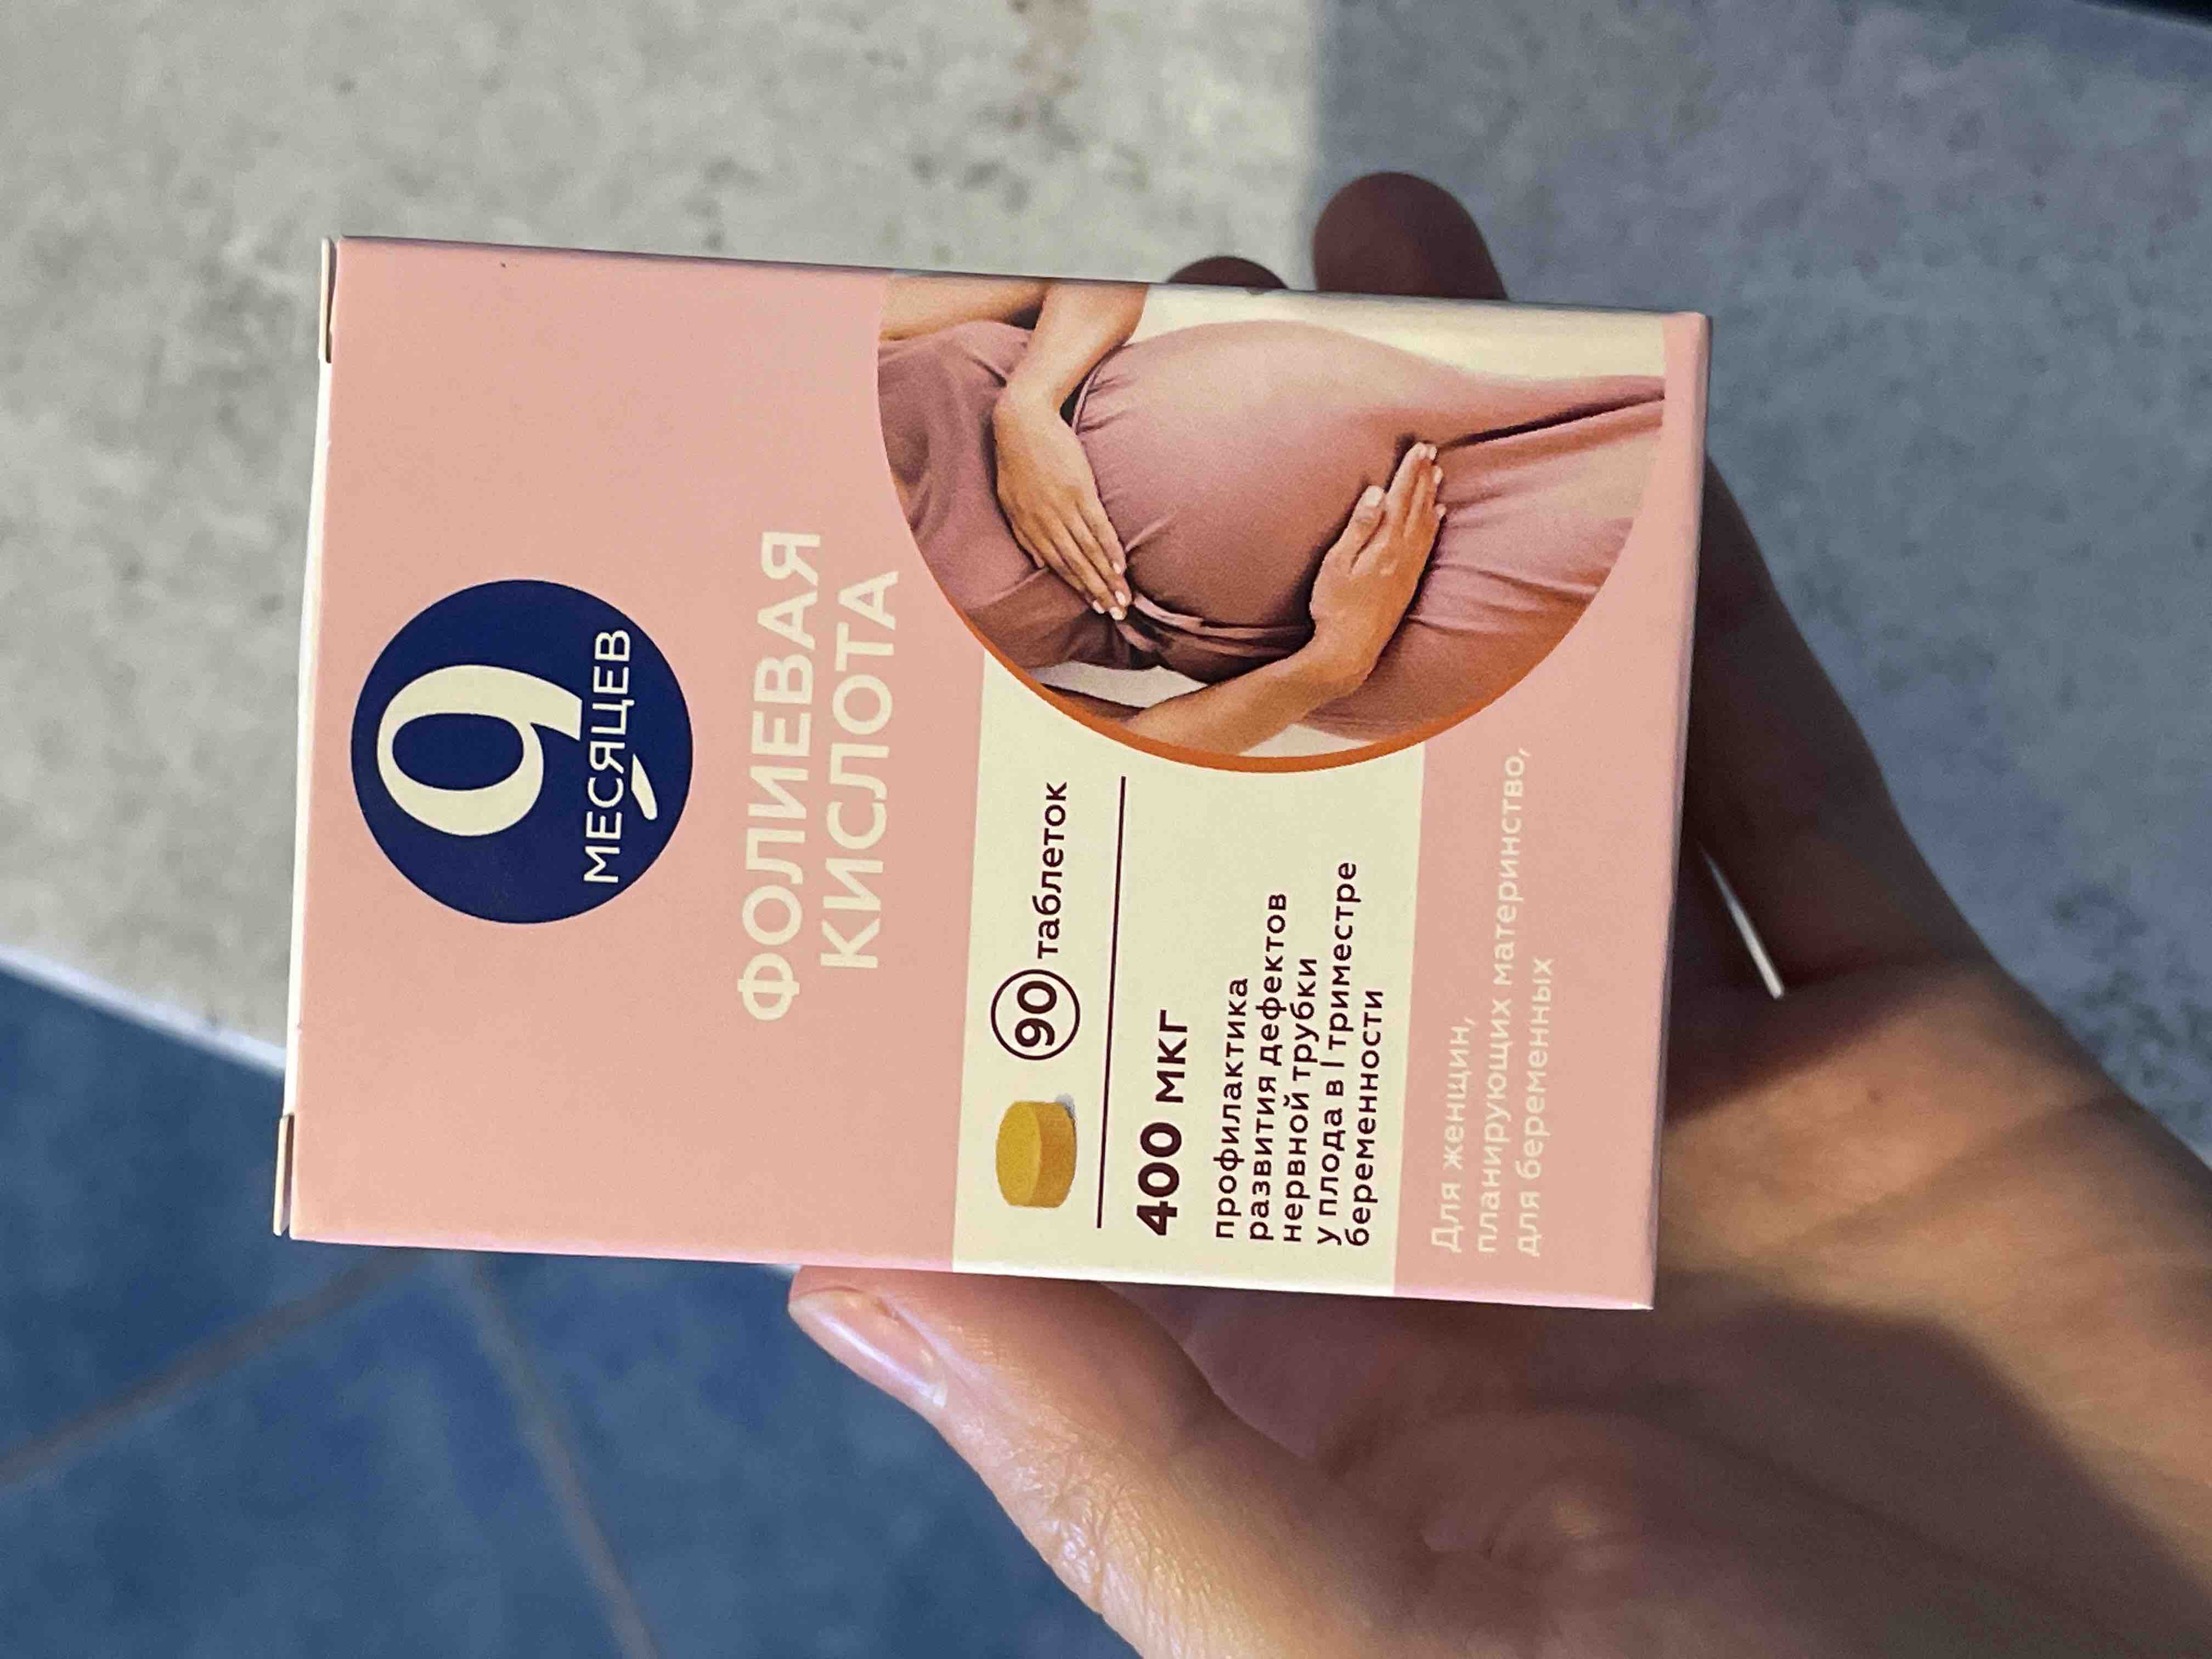 9
МЕСЯЦЕВ
ФОЛИЕВАЯ
КИСЛОТА
90 таблеток
400 мкг
профилактика
развития дефектов
нервной трубки
у плода в I триместре
беременности
Для женщин,
планирующих материнство,
для беременных